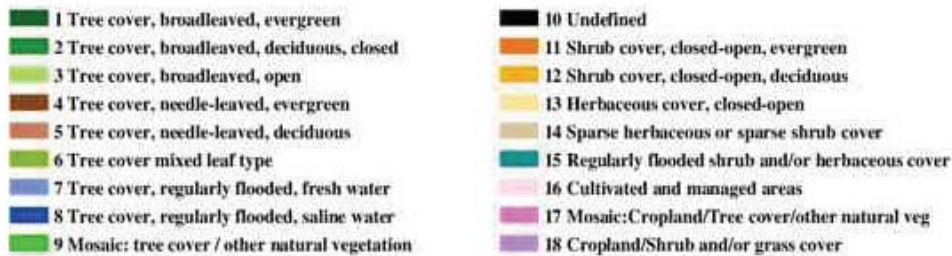 1 Tree cover, broadleaved, evergreen
2 Tree cover, broadleaved, deciduous, closed
3 Tree cover, broadleaved, open
4 Tree cover, needle-leaved, evergreen
5 Tree cover, needle-leaved, deciduous
6 Tree cover mixed leaf type
7 Tree cover, regularly flooded, fresh water
8 Tree cover, regularly flooded, saline water
9 Mosaic: tree cover / other natural vegetation
10 Undefined
11 Shrub cover, closed-open, evergreen
12 Shrub cover, closed-open, deciduous
13 Herbaceous cover, closed-open
14 Sparse herbaceous or sparse shrub cover
15 Regularly flooded shrub and/or herbaceous cover
16 Cultivated and managed areas
17 Mosaic:Cropland/Tree cover/other natural veg
18 Cropland/Shrub and/or grass cover